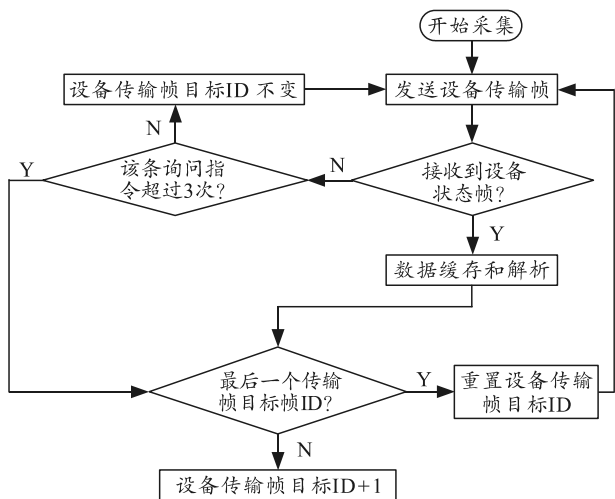 开始采集
设备传输帧目标ID 不变
发送设备传输帧
N
Y
该条询问指
令超过3次?
N
接收到设备
状态帧?
Y
数据缓存和解析
最后一个传输
帧目标帧ID?
Y
重置设备传输
帧目标ID
N
设备传输帧目标ID+1